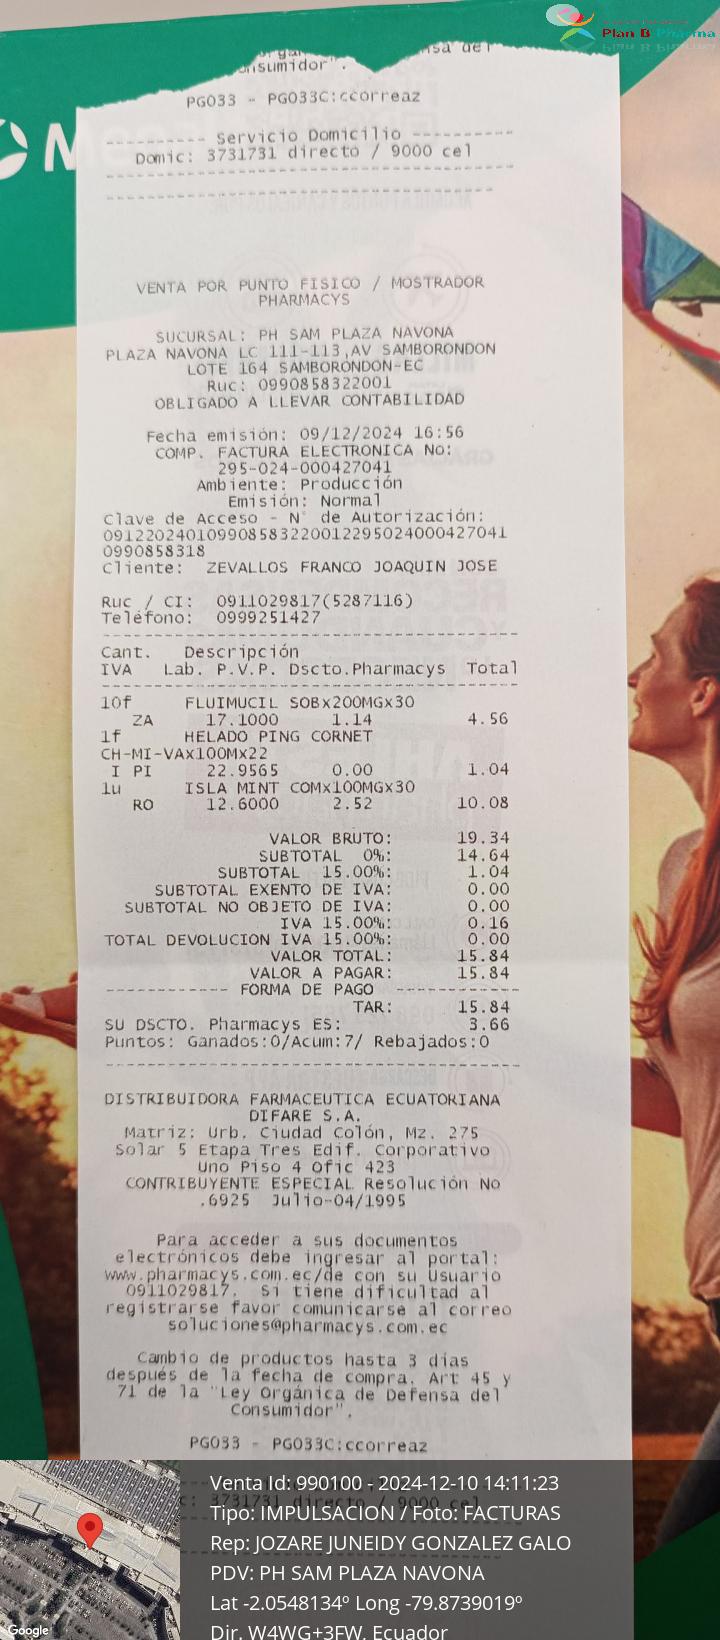 Plan B Pharma
onsumidor".
PG033 - PG033C:ccorreaz
---------- Servicio Domicilio ----------
Domic: 3731731 directo / 9000 cel
VENTA POR PUNTO FISICO / MOSTRADOR
PHARMACYS
SUCURSAL: PH SAM PLAZA NAVONA
PLAZA NAVONA LC 111-113,AV SAMBORONDON
LOTE 164 SAMBORONDON-EC
Ruc: 0990858322001
OBLIGADO A LLEVAR CONTABILIDAD
Fecha emisión: 09/12/2024 16:56
COMP. FACTURA ELECTRONICA No:
295-024-000427041
Ambiente: Producción
Emisión: Normal
Clave de Acceso - N° de Autorización:
091220240109908583220012295024000427041
0990858318
Cliente: ZEVALLOS FRANCO JOAQUIN JOSE
Ruc / CI: 0911029817(5287116)
Teléfono: 0999251427
Cant. Descripción
IVA Lab. P.V.P. Dscto.Pharmacys Total
10f FLUIMUCIL SOBx200MGx30
ZA 17.1000 1.14 4.56
1f HELADO PING CORNET
CH-MI-VAx100Mx22
I PI 22.9565 0.00 1.04
1u ISLA MINT COMx100MGx30
RO 12.6000 2.52 10.08
VALOR BRUTO: 19.34
SUBTOTAL 0%: 14.64
SUBTOTAL 15.00%: 1.04
SUBTOTAL EXENTO DE IVA: 0.00
SUBTOTAL NO OBJETO DE IVA: 0.00
IVA 15.00%: 0.16
TOTAL DEVOLUCION IVA 15.00%: 0.00
VALOR TOTAL: 15.84
VALOR A PAGAR: 15.84
------------ FORMA DE PAGO ------------
TAR: 15.84
SU DSCTO. Pharmacys ES: 3.66
Puntos: Ganados:0/Acum:7/ Rebajados:0
DISTRIBUIDORA FARMACEUTICA ECUATORIANA
DIFARE S.A.
Matriz: Urb. Ciudad Colón, Mz. 275
Solar 5 Etapa Tres Edif. Corporativo
Uno Piso 4 Ofic 423
CONTRIBUYENTE ESPECIAL Resolución No
.6925 Julio-04/1995
Para acceder a sus documentos
electrónicos debe ingresar al portal:
www.pharmacys.com.ec/de con su Usuario
0911029817. Si tiene dificultad al
registrarse favor comunicarse al correo
soluciones@pharmacys.com.ec
Cambio de productos hasta 3 días
después de la fecha de compra. Art 45 y
71 de la "Ley Orgánica de Defensa del
Consumidor".
PG033 - PG033C:ccorreaz
c: 3731731 directo / 9000 cel
Venta Id: 990100 - 2024-12-10 14:11:23
Tipo: IMPULSACION / Foto: FACTURAS
Rep: JOZARE JUNEIDY GONZALEZ GALO
PDV: PH SAM PLAZA NAVONA
Lat -2.0548134º Long -79.8739019º
Dir. W4WG+3FW, Ecuador
Google